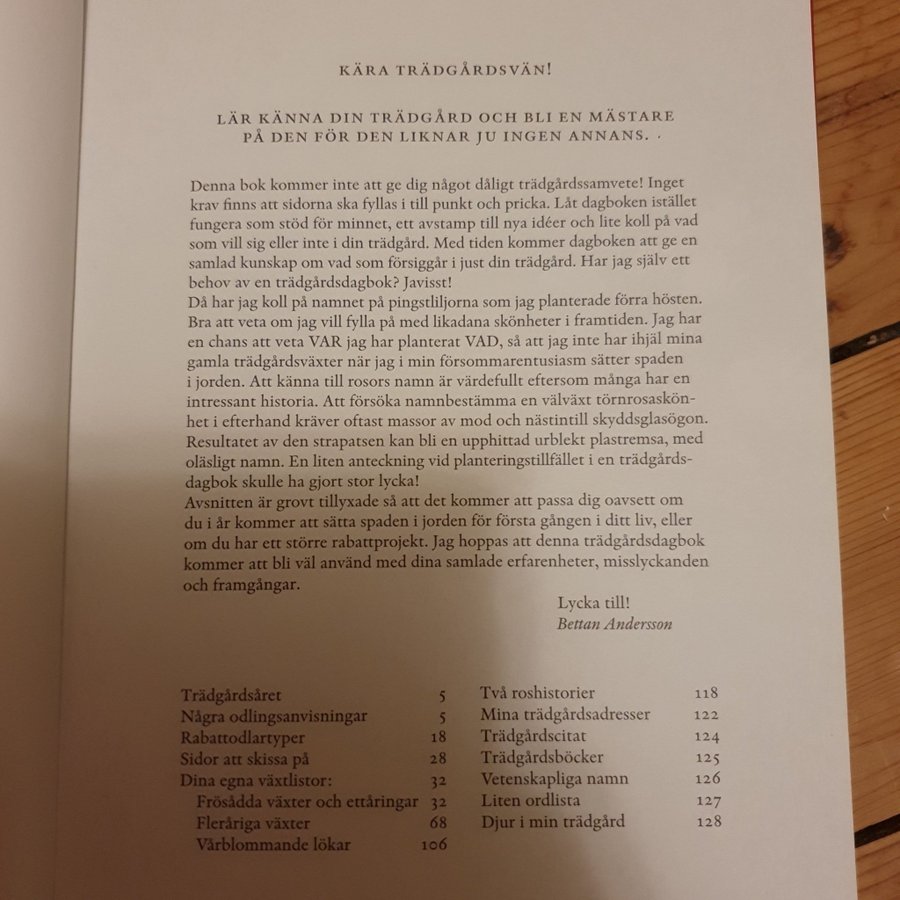 KÄRA TRÄDGÅRDSVÄN!
LÄR KÄNNA DIN TRÄDGÅRD OCH BLI EN MÄSTARE
PÅ DEN FÖR DEN LIKNAR JU INGEN ANNANS.
Denna bok kommer inte att ge dig något dåligt trädgårdssamvete! Inget
krav finns att sidorna ska fyllas i till punkt och pricka. Låt dagboken istället
fungera som stöd för minnet, ett avstamp till nya idéer och lite koll på vad
som vill sig eller inte i din trädgård. Med tiden kommer dagboken att ge en
samlad kunskap om vad som försiggår i just din trädgård. Har jag själv ett
behov av en trädgårdsdagbok? Javisst!
Då har jag koll på namnet på pingstliljorna som jag planterade förra hösten.
Bra att veta om jag vill fylla på med likadana skönheter i framtiden. Jag har
en chans att veta VAR jag har planterat VAD, så att jag inte har ihjäl mina
gamla trädgårdsväxter när jag i min försommarentusiasm sätter spaden
i jorden. Att känna till rosors namn är värdefullt eftersom många har en
intressant historia. Att försöka namnbestämma en välväxt törnrosaskön-
het i efterhand kräver oftast massor av mod och nästintill skyddsglasögon.
Resultatet av den strapatsen kan bli en upphittad urblekt plastremsa, med
oläsligt namn. En liten anteckning vid planteringstillfället i en trädgårds-
dagbok skulle ha gjort stor lycka!
Avsnitten är grovt tillyxade så att det kommer att passa dig oavsett om
du i år kommer att sätta spaden i jorden för första gången i ditt liv, eller
om du har ett större rabattprojekt. Jag hoppas att denna trädgårdsdagbok
kommer att bli väl använd med dina samlade erfarenheter, misslyckanden
och framgångar.
Lycka till!
Bettan Andersson
Trädgårdsåret 5
Några odlingsanvisningar 5
Rabattodlartyper 18
Sidor att skissa på 28
Dina egna växtlistor: 32
Frösådda växter och ettåringar 32
Fleråriga växter 68
Vårblommande lökar 106
Två roshistorier 118
Mina trädgårdsadresser 122
Trädgårdscitat 124
Trädgårdsböcker 125
Vetenskapliga namn 126
Liten ordlista 127
Djur i min trädgård 128